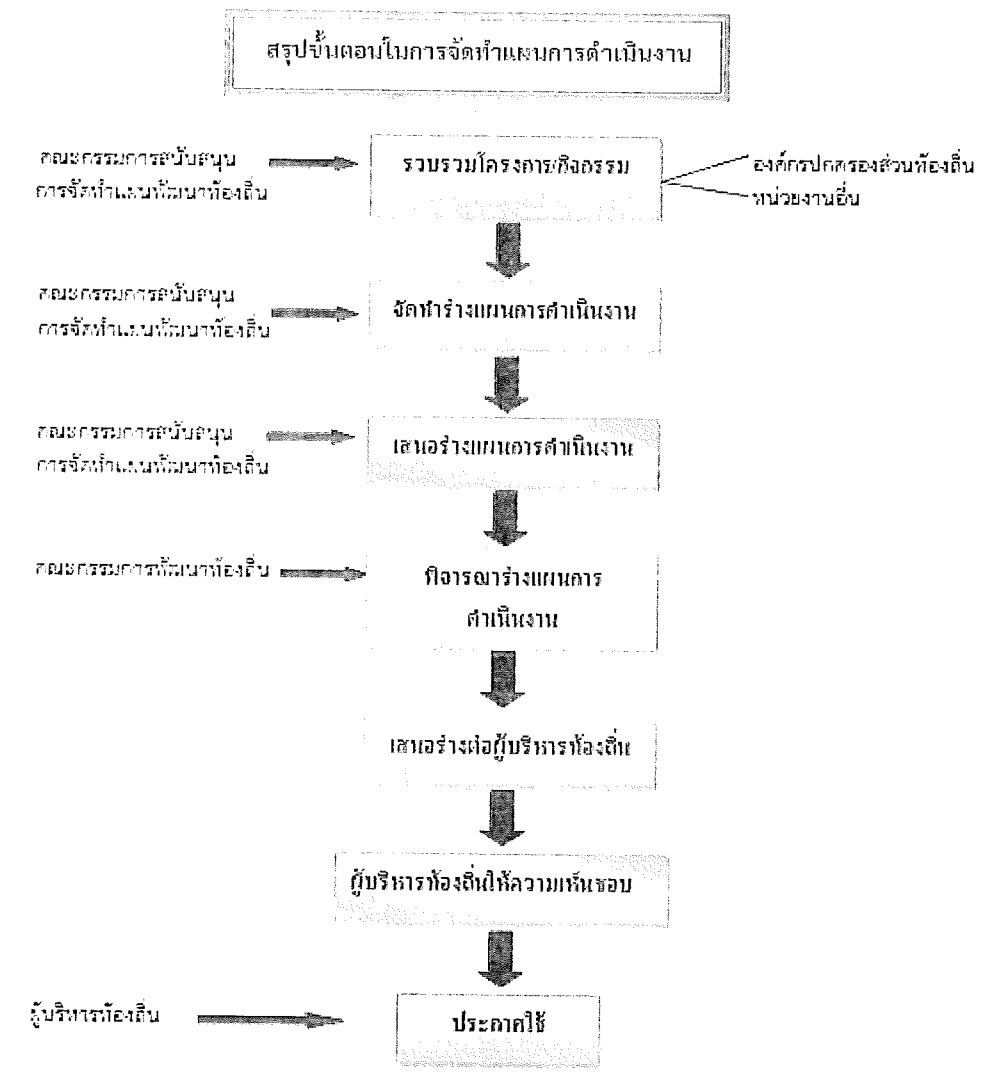 สรุปขั้นตอนในการจัดทำแผนการดำเนินงาน
คณะกรรมการสนับสนุน
การจัดทำแผนพัฒนาท้องถิ่น
รวบรวมโครงการ/กิจกรรม
องค์กรปกครองส่วนท้องถิ่น
หน่วยงานอื่น
คณะกรรมการสนับสนุน
การจัดทำแผนพัฒนาท้องถิ่น
จัดทำร่างแผนการดำเนินงาน
คณะกรรมการสนับสนุน
การจัดทำแผนพัฒนาท้องถิ่น
เสนอร่างแผนการดำเนินงาน
คณะกรรมการพัฒนาท้องถิ่น
พิจารณาร่างแผนการ
ดำเนินงาน
เสนอร่างต่อผู้บริหารท้องถิ่น
ผู้บริหารท้องถิ่นให้ความเห็นชอบ
ผู้บริหารท้องถิ่น
ประกาศใช้